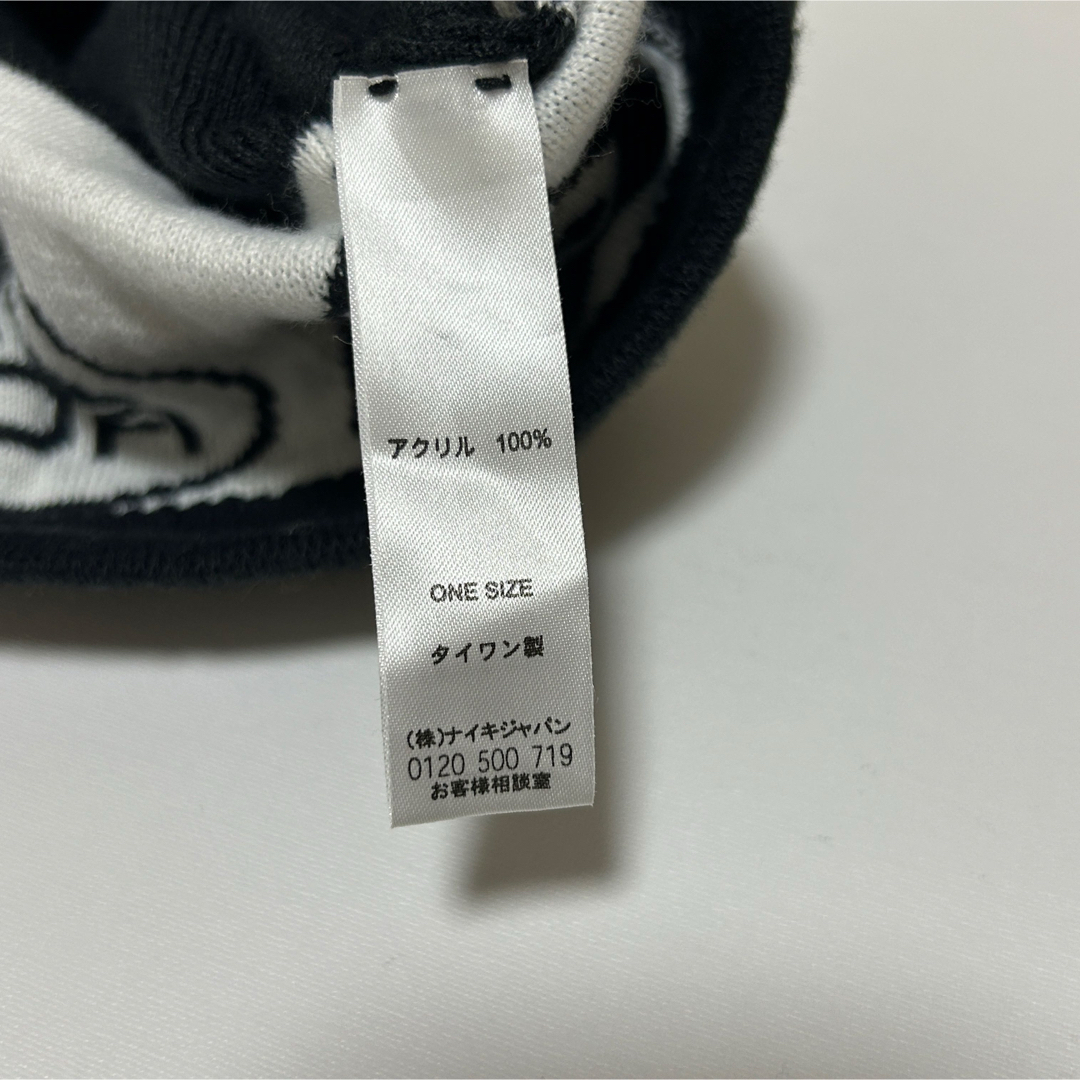 アクリル 100%
ONE SIZE
タイワン製
(株)ナイキジャパン
0120 500 719
お客様相談室